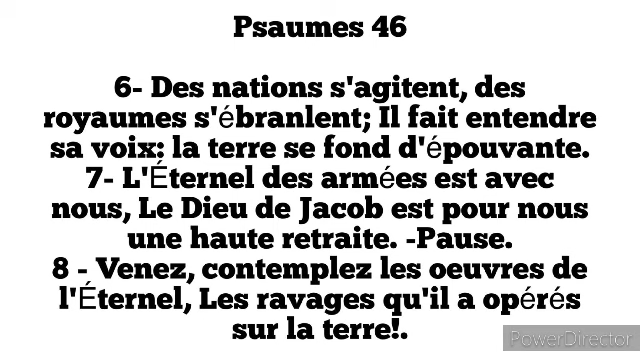 Psaumes 46
6- Des nations s'agitent, des
royaumes s'ébranlent; Il fait entendre
sa voix: la terre se fond d'épouvante.
7- L'Éternel des armées est avec
nous, Le Dieu de Jacob est pour nous
une haute retraite. -Pause.
8 - Venez, contemplez les oeuvres de
l'Éternel, Les ravages qu'il a opérés
sur la terre!.
PowerDirector